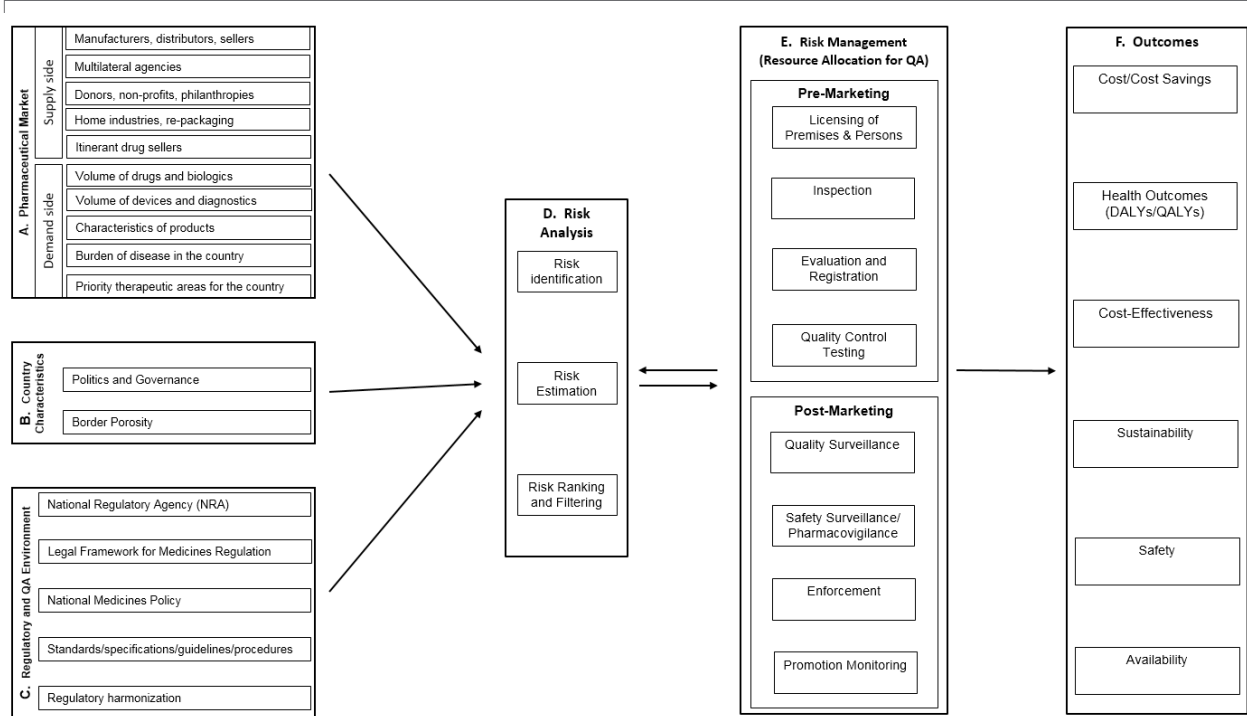 A. Pharmaceutical Market
Supply side
Manufacturers, distributors, sellers
Multilateral agencies
Donors, non-profits, philanthropies
Home industries, re-packaging
Itinerant drug sellers
Demand side
Volume of drugs and biologics
Volume of devices and diagnostics
Characteristics of products
Burden of disease in the country
Priority therapeutic areas for the country
B. Country
Characteristics
Politics and Governance
Border Porosity
C. Regulatory and QA Environment
National Regulatory Agency (NRA)
Legal Framework for Medicines Regulation
National Medicines Policy
Standards/specifications/guidelines/procedures
Regulatory harmonization
D. Risk
Analysis
Risk
identification
Risk
Estimation
Risk Ranking
and Filtering
E. Risk Management
(Resource Allocation for QA)
Pre-Marketing
Licensing of
Premises & Persons
Inspection
Evaluation and
Registration
Quality Control
Testing
Post-Marketing
Quality Surveillance
Safety Surveillance/
Pharmacovigilance
Enforcement
Promotion Monitoring
F. Outcomes
Cost/Cost Savings
Health Outcomes
(DALYs/QALYs)
Cost-Effectiveness
Sustainability
Safety
Availability